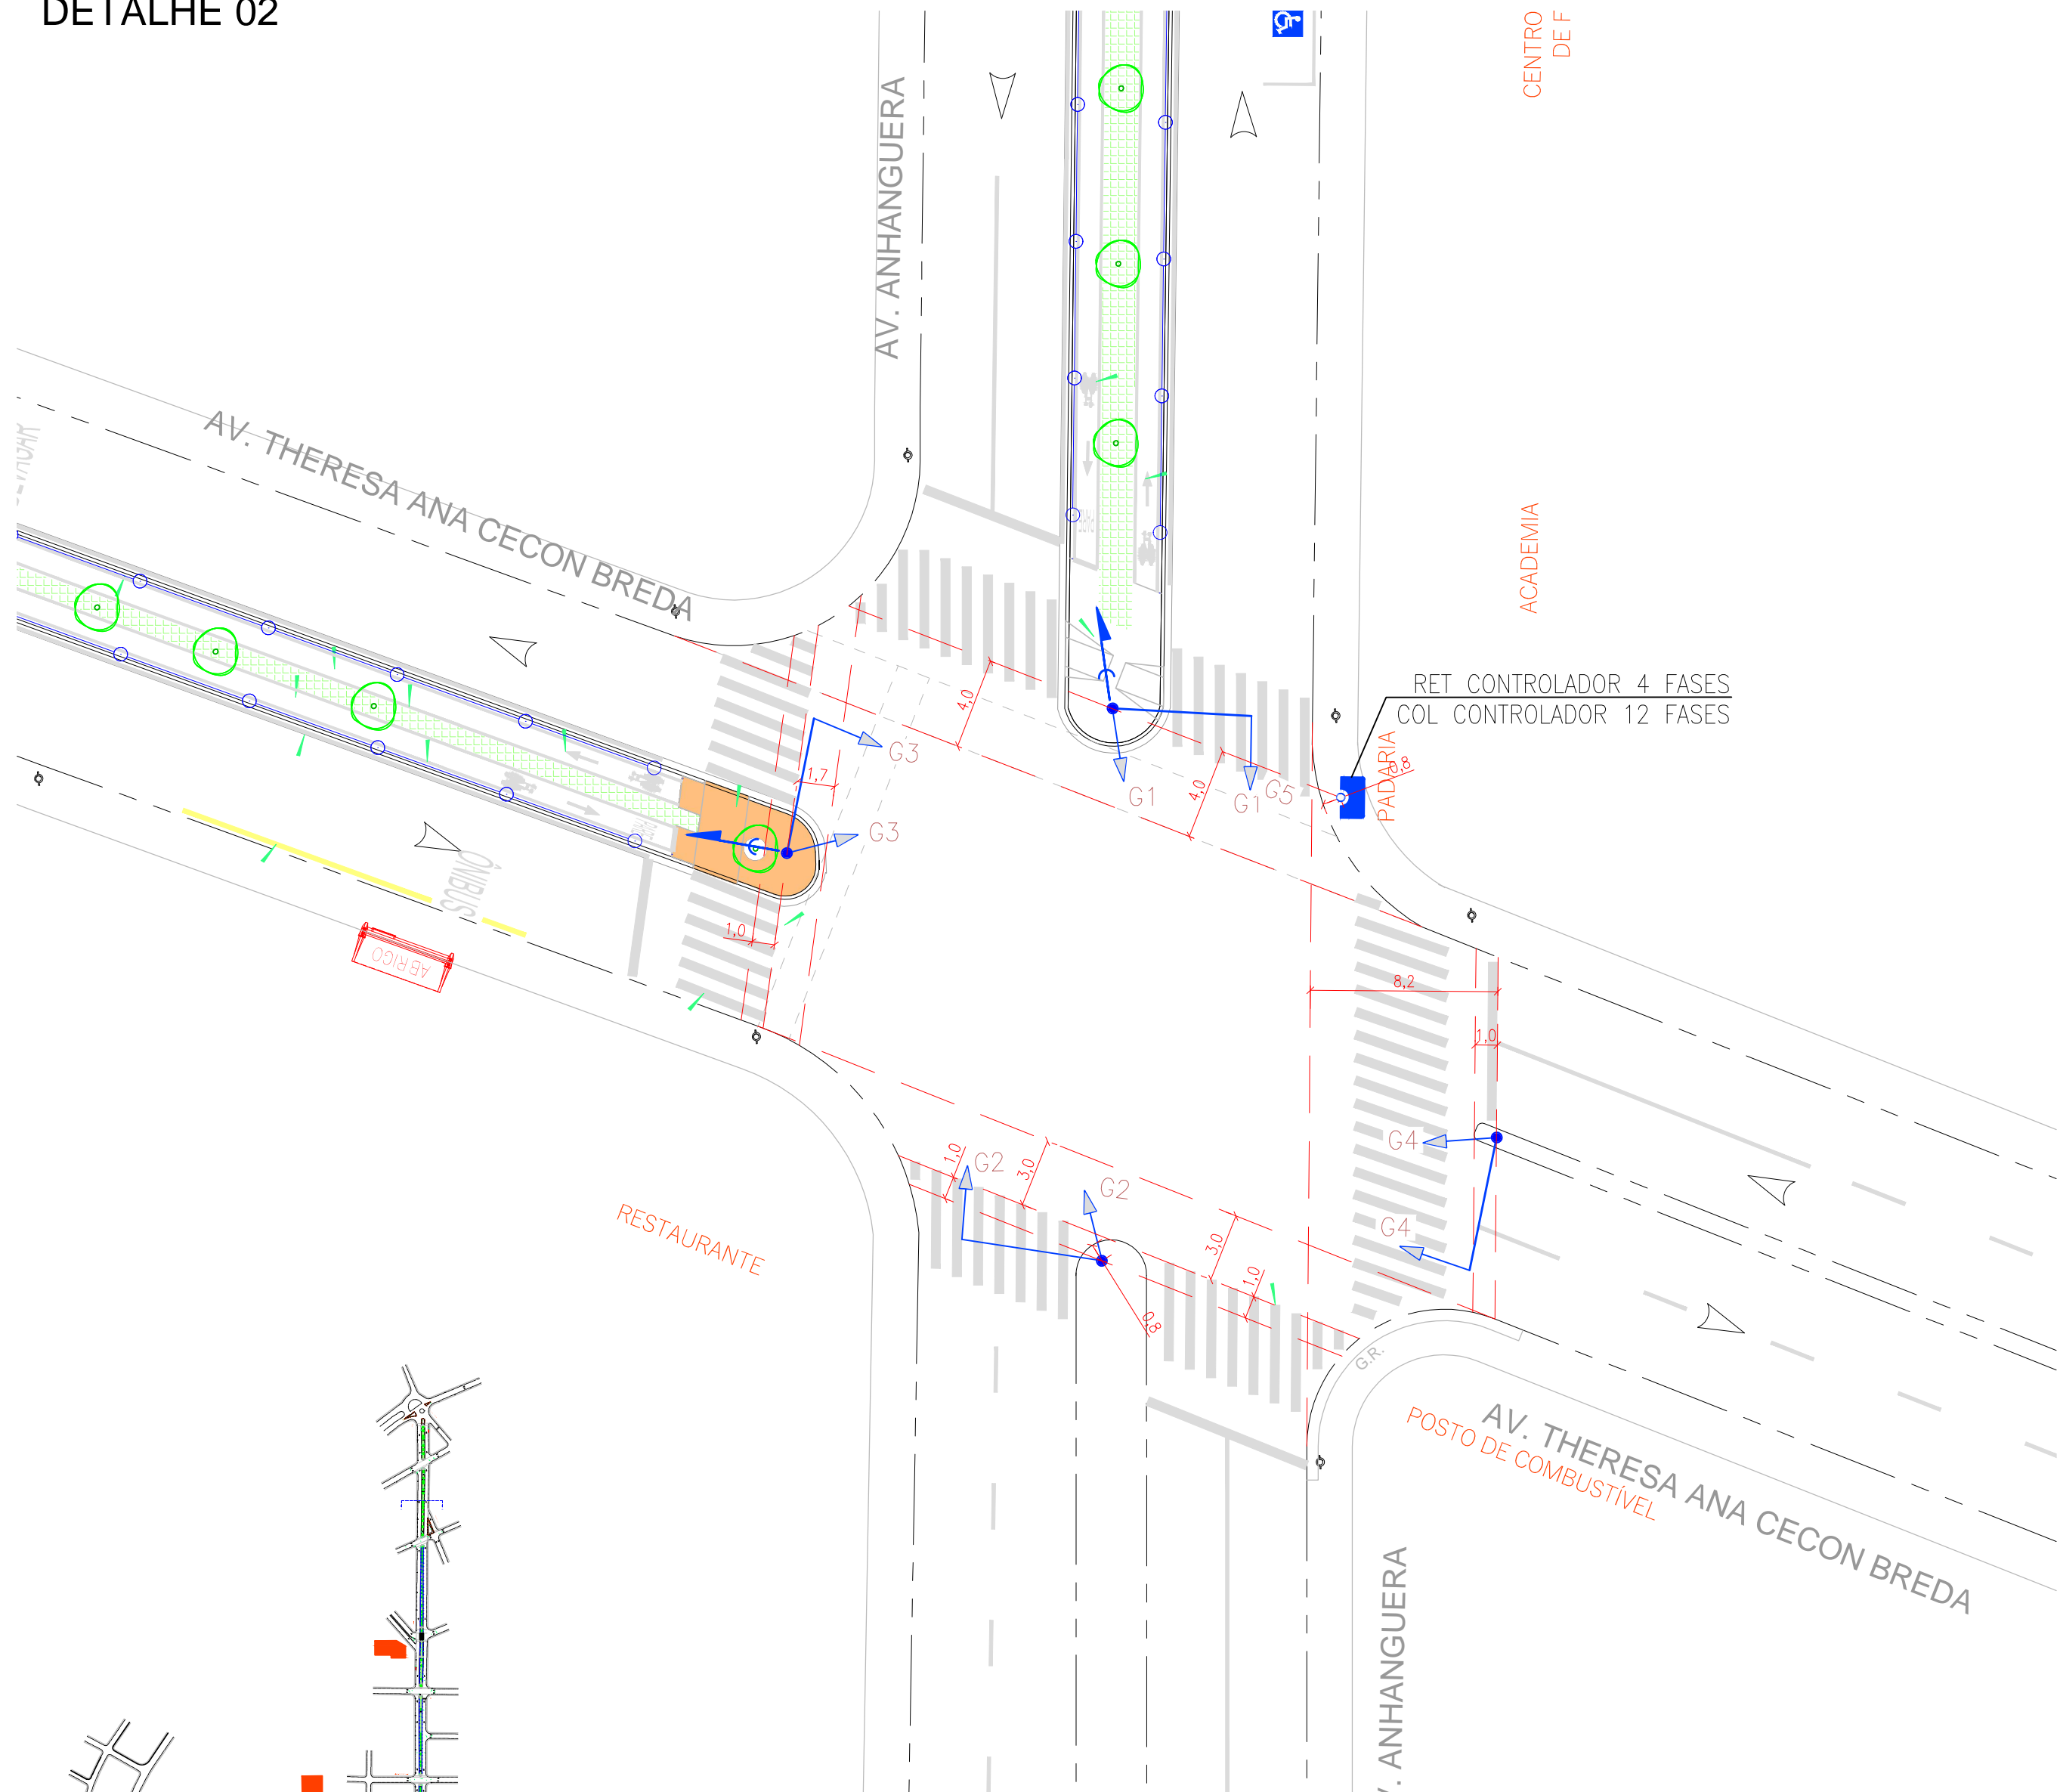 DETALHE 02
CENTRO
DE F
AV. ANHANGUERA
AV. THERESA ANA CECON BREDA
ACADEMIA
RET CONTROLADOR 4 FASES
COL CONTROLADOR 12 FASES
PADARIA
0,8
4,0
4,0
G3
1,7
G3
G1
G1
G5
ÔNIBUS
ABRIGO
1,0
8,2
1,0
G4
G4
1,0
G2
3,0
G2
3,0
1,0
0,8
RESTAURANTE
G.R.
POSTO DE COMBUSTÍVEL
AV. THERESA ANA CECON BREDA
. ANHANGUERA